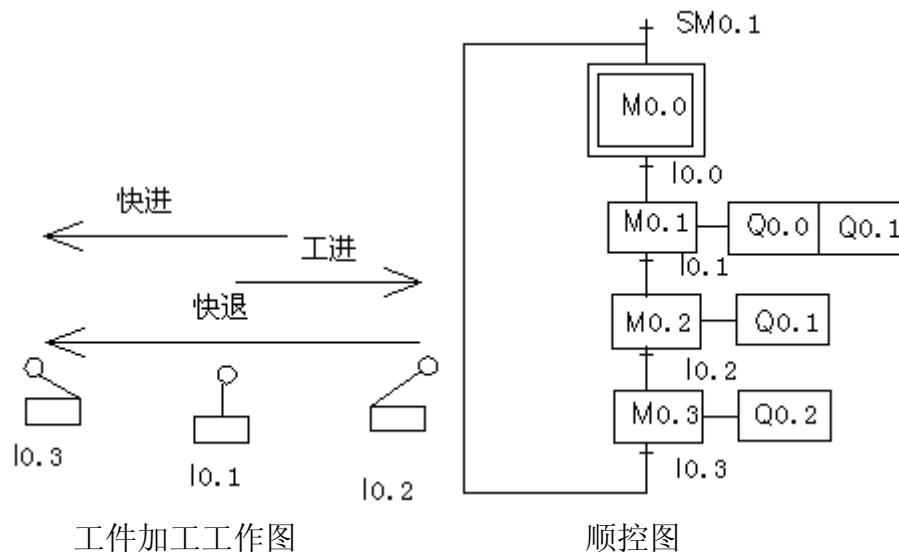 快进
工进
快退
I0.3
I0.1
I0.2
工件加工工作图
SM0.1
M0.0
I0.0
M0.1 Q0.0 Q0.1
I0.1
M0.2 Q0.1
I0.2
M0.3 Q0.2
I0.3
顺控图